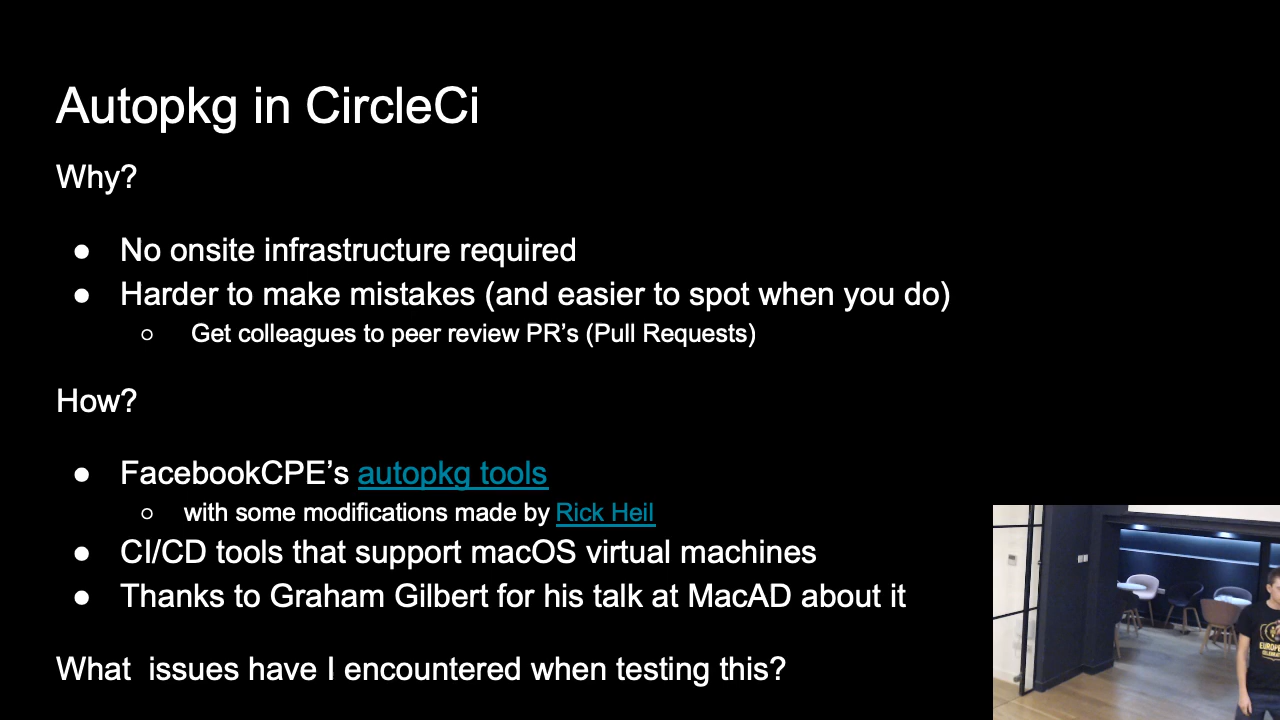 Autopkg in CircleCi
Why?
● No onsite infrastructure required
● Harder to make mistakes (and easier to spot when you do)
○ Get colleagues to peer review PR’s (Pull Requests)
How?
● FacebookCPE’s autopkg tools
○ with some modifications made by Rick Heil
● CI/CD tools that support macOS virtual machines
● Thanks to Graham Gilbert for his talk at MacAD about it
What  issues have I encountered when testing this?